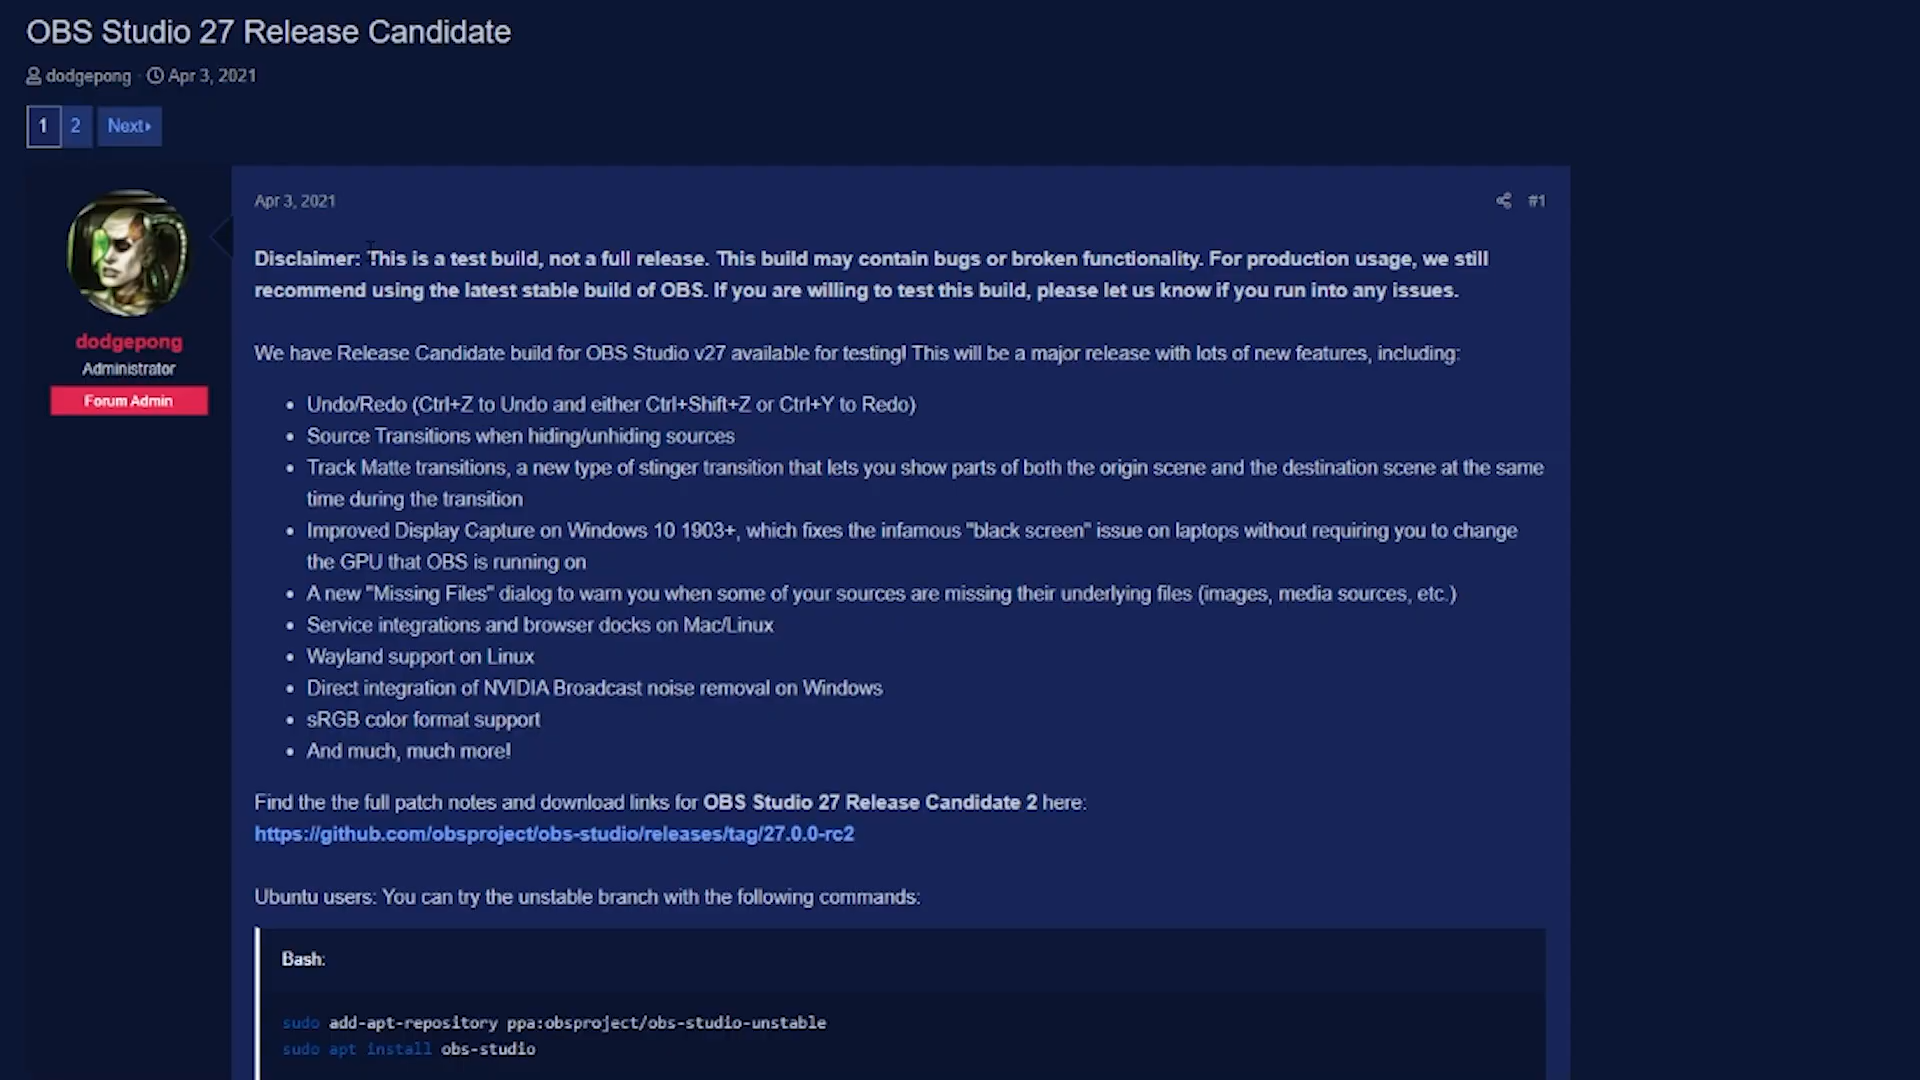 OBS Studio 27 Release Candidate
dodgepong · Apr 3, 2021
1 2 Next
Apr 3, 2021 #1
dodgepong
Administrator
Forum Admin
Disclaimer: This is a test build, not a full release. This build may contain bugs or broken functionality. For production usage, we still
recommend using the latest stable build of OBS. If you are willing to test this build, please let us know if you run into any issues.
We have Release Candidate build for OBS Studio v27 available for testing! This will be a major release with lots of new features, including:
• Undo/Redo (Ctrl+Z to Undo and either Ctrl+Shift+Z or Ctrl+Y to Redo)
• Source Transitions when hiding/unhiding sources
• Track Matte transitions, a new type of stinger transition that lets you show parts of both the origin scene and the destination scene at the same
time during the transition
• Improved Display Capture on Windows 10 1903+, which fixes the infamous "black screen" issue on laptops without requiring you to change
the GPU that OBS is running on
• A new "Missing Files" dialog to warn you when some of your sources are missing their underlying files (images, media sources, etc.)
• Service integrations and browser docks on Mac/Linux
• Wayland support on Linux
• Direct integration of NVIDIA Broadcast noise removal on Windows
• sRGB color format support
• And much, much more!
Find the the full patch notes and download links for OBS Studio 27 Release Candidate 2 here:
https://github.com/obsproject/obs-studio/releases/tag/27.0.0-rc2
Ubuntu users: You can try the unstable branch with the following commands:
Bash:
sudo add-apt-repository ppa:obsproject/obs-studio-unstable
sudo apt install obs-studio